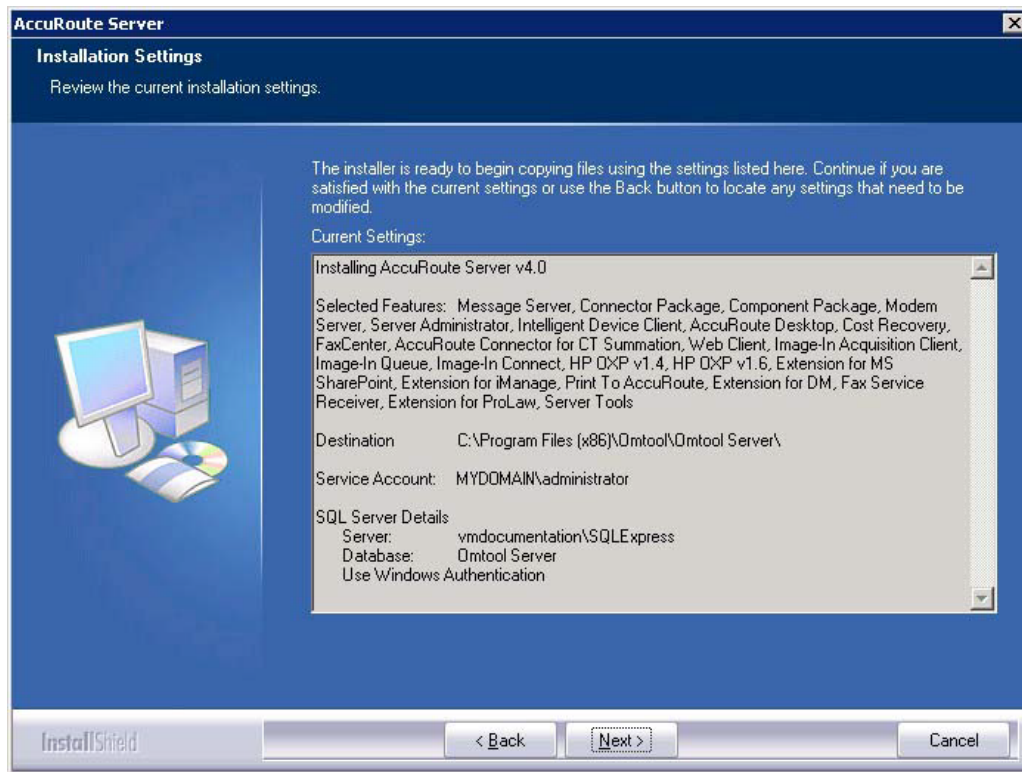 AccuRoute Server
Installation Settings
Review the current installation settings.
The installer is ready to begin copying files using the settings listed here. Continue if you are
satisfied with the current settings or use the Back button to locate any settings that need to be
modified.
Current Settings:
Installing AccuRoute Server v4.0
Selected Features: Message Server, Connector Package, Component Package, Modem
Server, Server Administrator, Intelligent Device Client, AccuRoute Desktop, Cost Recovery,
FaxCenter, AccuRoute Connector for CT Summation, Web Client, Image-In Acquisition Client,
Image-In Queue, Image-In Connect, HP OXP v1.4, HP OXP v1.6, Extension for MS
SharePoint, Extension for iManage, Print To AccuRoute, Extension for DM, Fax Service
Receiver, Extension for ProLaw, Server Tools
Destination C:\Program Files (x86)\Omtool\Omtool Server\
Service Account: MYDOMAIN\administrator
SQL Server Details
Server: vmdocumentation\SQLExpress
Database: Omtool Server
Use Windows Authentication
InstallShield
< Back
Next >
Cancel